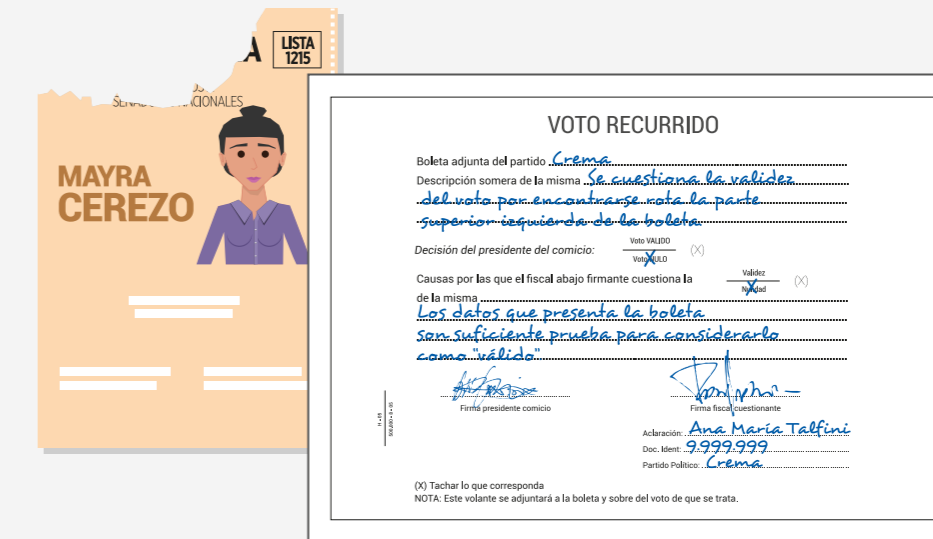 A
LISTA
1215
SENAD
CIONALES
MAYRA
CEREZO
VOTO RECURRIDO
Boleta adjunta del partido Crema
Descripción somera de la misma Se cuestiona la validez
del voto por encontrarse rota la parte
superior izquierda de la boleta
Decisión del presidente del comicio: Voto VALIDO (X)
Voto NULO
Causas por las que el fiscal abajo firmante cuestiona la Validez (X)
Nulidad
de la misma
Los datos que presenta la boleta
son suficiente prueba para considerarlo
como "válido"
Firma presidente comicio
Firma fiscal cuestionante
Aclaración: Ana María Talfini
Doc. Ident: 9.999.999
Partido Político: Crema
(X) Tachar lo que corresponda
NOTA: Este volante se adjuntará a la boleta y sobre del voto de que se trata.